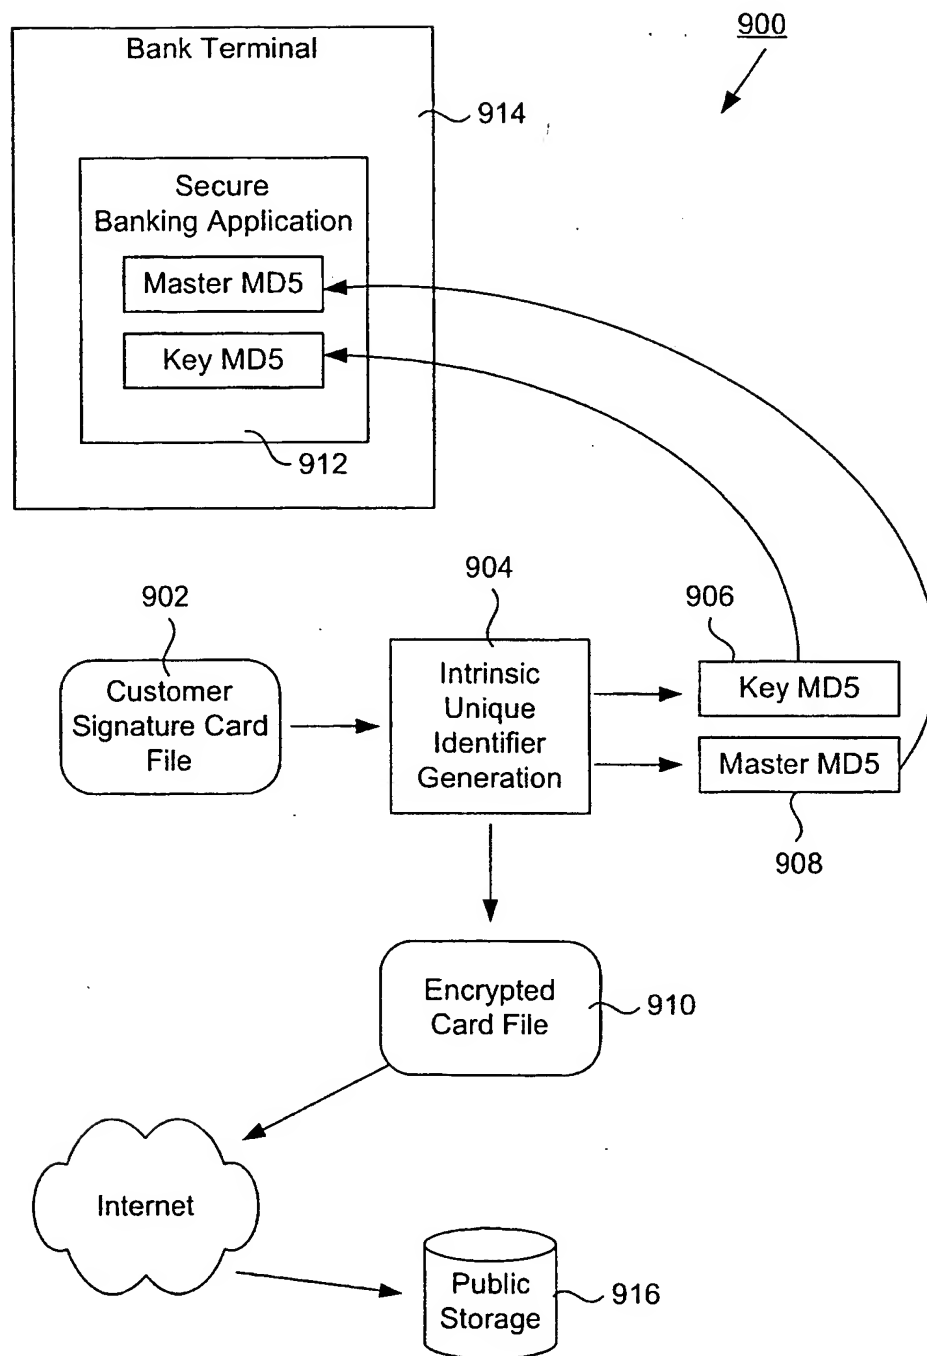 900
Bank Terminal
914
Secure
Banking Application
Master MD5
Key MD5
912
902
904
906
Customer
Signature Card
File
Intrinsic
Unique
Identifier
Generation
Key MD5
Master MD5
908
Encrypted
Card File
910
Internet
Public
Storage
916